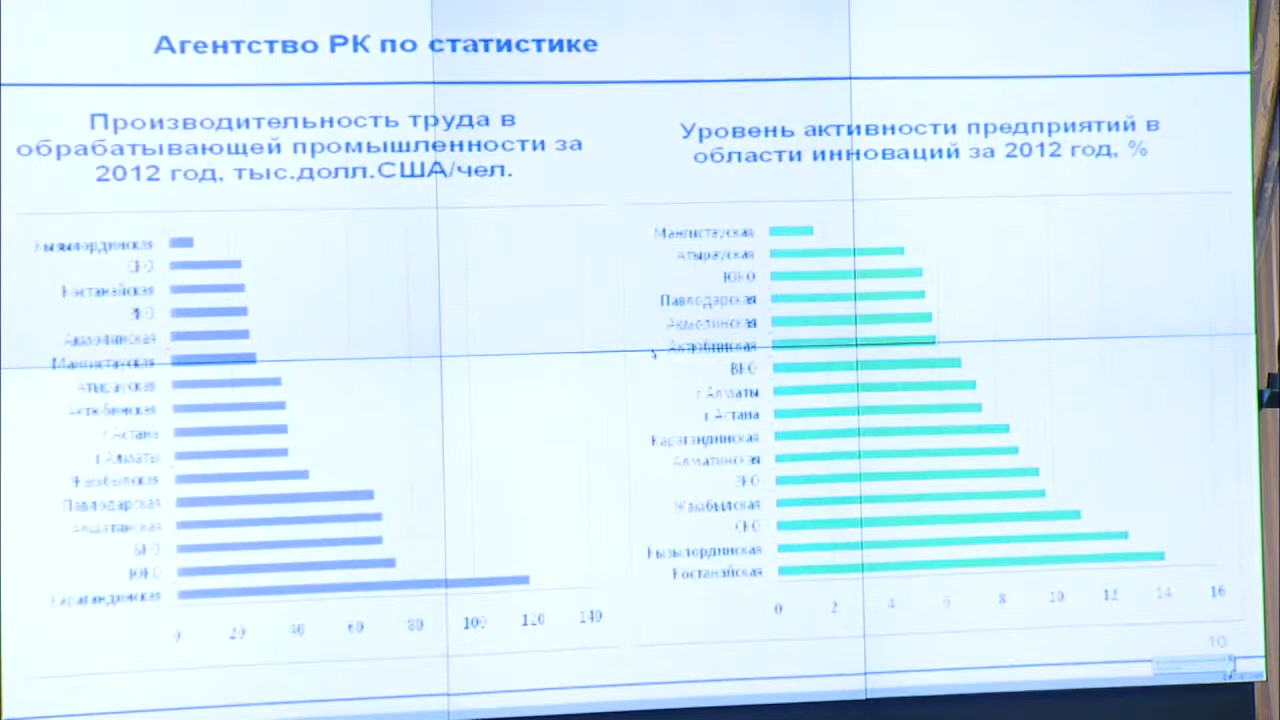 Агентство РК по статистике
Производительность труда в
обрабатывающей промышленности за
2012 год, тыс.долл.США/чел.
Кызылординская
СКО
Костанайская
Акмолинская
Мангистауская
Атырауская
Актюбинская
г.Астана
г.Алматы
Жамбылская
Павлодарская
Алматинская
ВКО
ЮКО
Карагандинская
0 20 40 60 80 100 120 140
Уровень активности предприятий в
области инноваций за 2012 год, %
Мангистауская
Атырауская
ЮКО
Павлодарская
Акмолинская
Актюбинская
ВКО
г.Алматы
г.Астана
Карагандинская
Алматинская
ЗКО
Жамбылская
СКО
Кызылординская
Костанайская
0 2 4 6 8 10 12 14 16
10